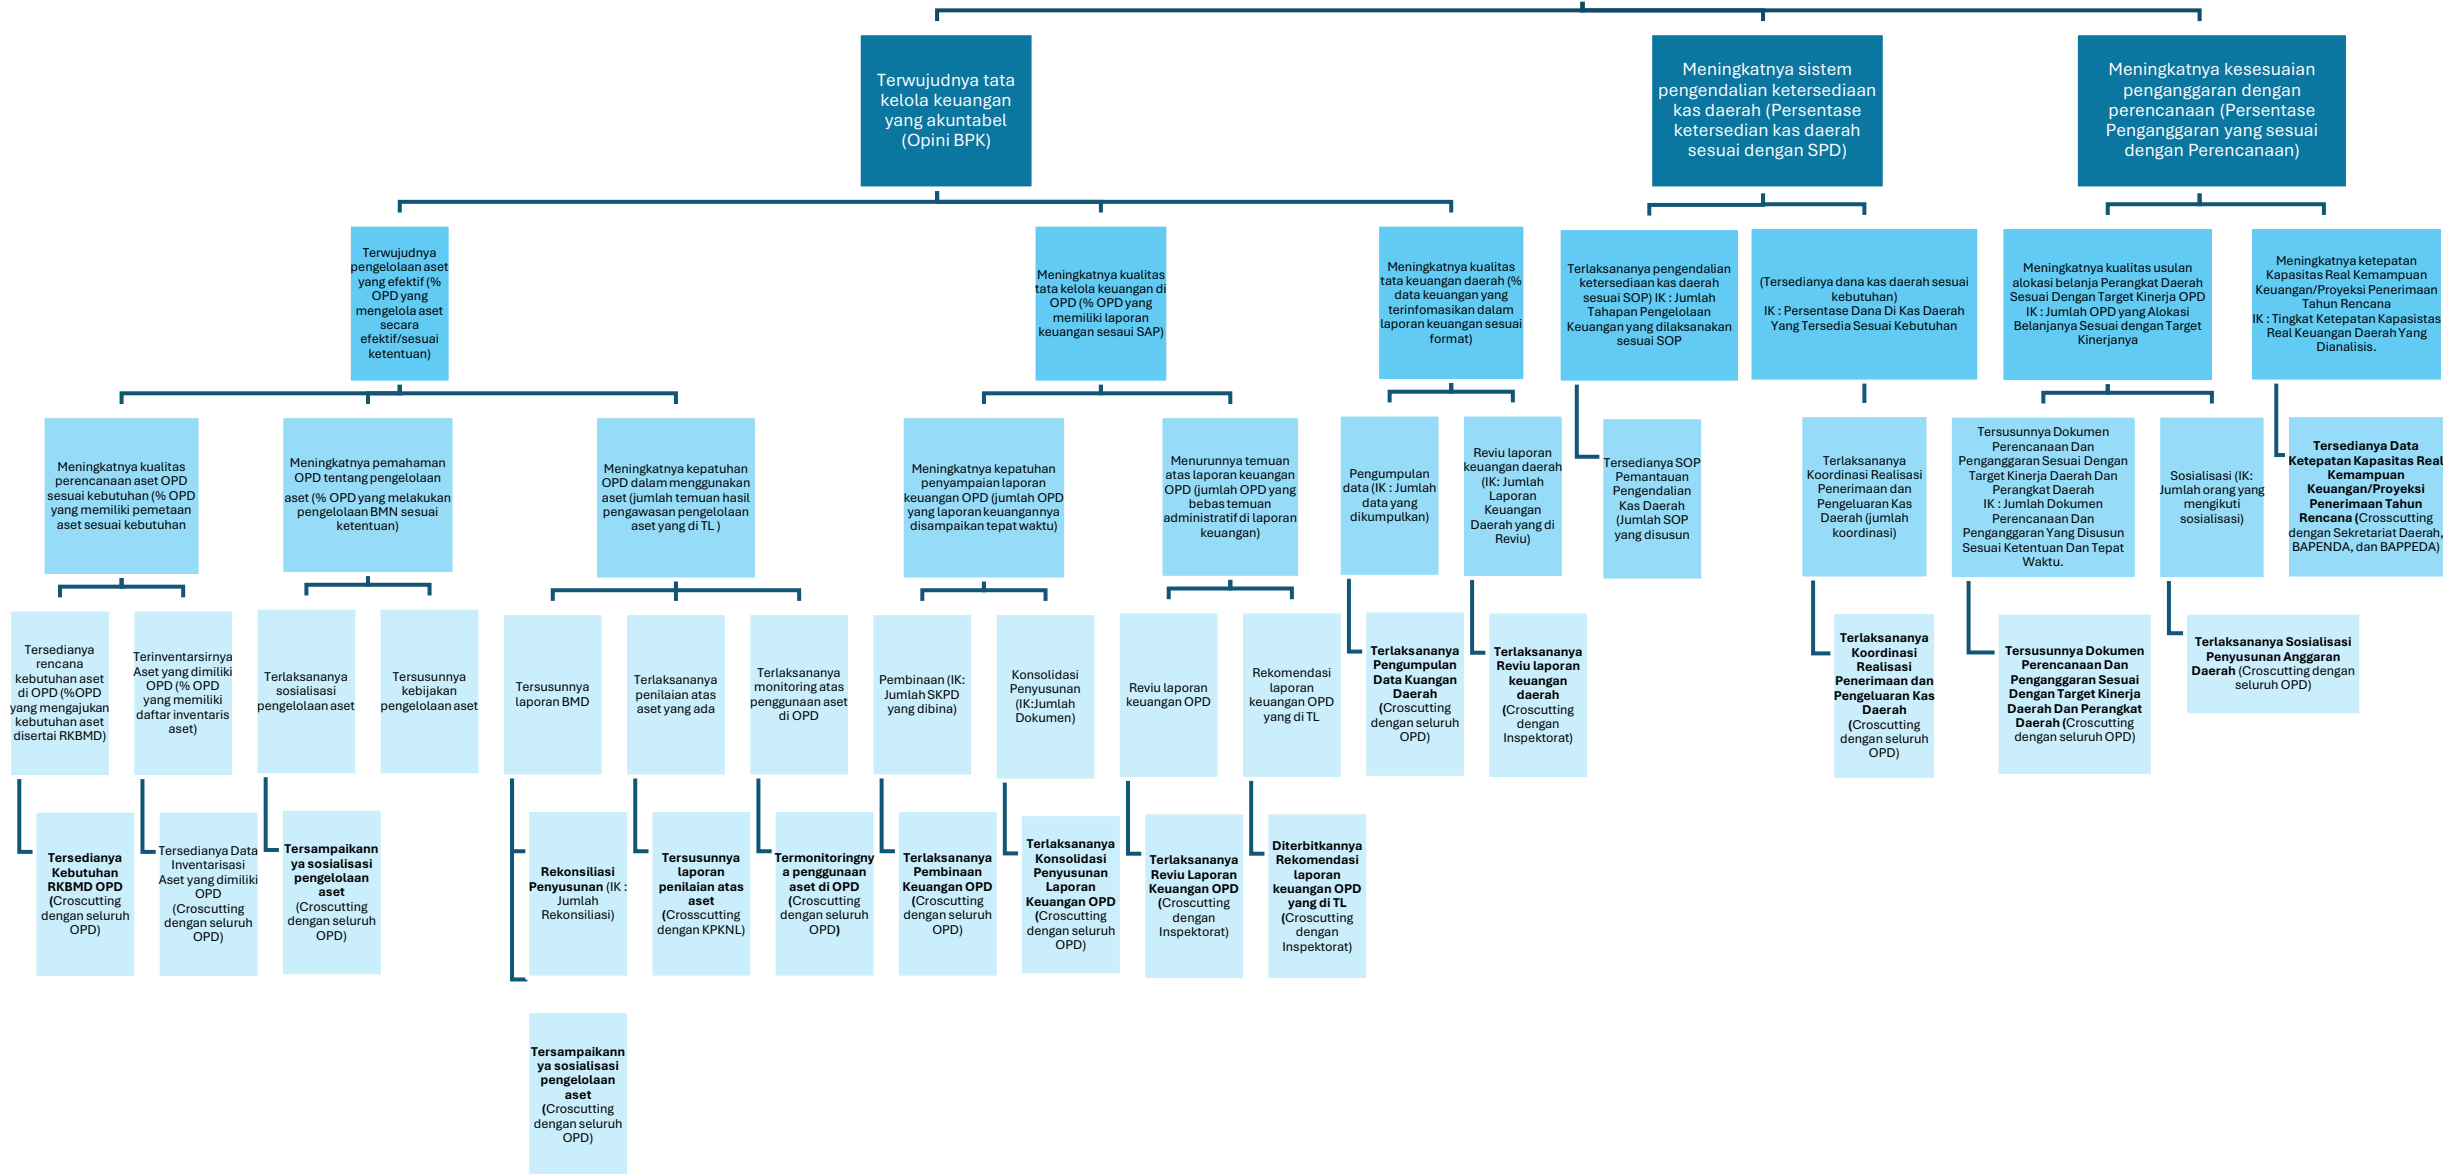 Terwujudnya tata
kelola keuangan
yang akuntabel
(Opini BPK)
Meningkatnya sistem
pengendalian ketersediaan
kas daerah (Persentase
ketersedian kas daerah
sesuai dengan SPD)
Meningkatnya kesesuaian
penganggaran dengan
perencanaan (Persentase
Penganggaran yang sesuai
dengan Perencanaan)
Terwujudnya
pengelolaan aset
yang efektif (%
OPD yang
mengelola aset
secara
efektif/sesuai
ketentuan)
Meningkatnya kualitas
tata kelola keuangan di
OPD (% OPD yang
memiliki laporan
keuangan sesaui SAP)
Meningkatnya kualitas
tata keuangan daerah (%
data keuangan yang
terinfomasikan dalam
laporan keuangan sesuai
format)
Terlaksananya pengendalian
ketersediaan kas daerah
sesuai SOP) IK : Jumlah
Tahapan Pengelolaan
Keuangan yang dilaksanakan
sesuai SOP
(Tersedianya dana kas daerah sesuai
kebutuhan)
IK : Persentase Dana Di Kas Daerah
Yang Tersedia Sesuai Kebutuhan
Meningkatnya kualitas usulan
alokasi belanja Perangkat Daerah
Sesuai Dengan Target Kinerja OPD
IK : Jumlah OPD yang Alokasi
Belanjanya Sesuai dengan Target
Kinerjanya
Meningkatnya ketepatan
Kapasitas Real Kemampuan
Keuangan/Proyeksi Penerimaan
Tahun Rencana
IK : Tingkat Ketepatan Kapasistas
Real Keuangan Daerah Yang
Dianalisis.
Meningkatnya kualitas
perencanaan aset OPD
sesuai kebutuhan (% OPD
yang memiliki pemetaan
aset sesuai kebutuhan
Meningkatnya pemahaman
OPD tentang pengelolaan
aset (% OPD yang melakukan
pengelolaan BMN sesuai
ketentuan)
Meningkatnya kepatuhan
OPD dalam menggunakan
aset (jumlah temuan hasil
pengawasan pengelolaan
aset yang di TL )
Meningkatnya kepatuhan
penyampaian laporan
keuangan OPD (jumlah OPD
yang laporan keuangannya
disampaikan tepat waktu)
Menurunnya temuan
atas laporan keuangan
OPD (jumlah OPD yang
bebas temuan
administratif di laporan
keuangan)
Pengumpulan
data (IK : Jumlah
data yang
dikumpulkan)
Reviu laporan
keuangan daerah
(IK: Jumlah
Laporan
Keuangan
Daerah yang di
Reviu)
Tersedianya SOP
Pemantauan
Pengendalian
Kas Daerah
(Jumlah SOP
yang disusun
Terlaksananya
Koordinasi Realisasi
Penerimaan dan
Pengeluaran Kas
Daerah (jumlah
koordinasi)
Tersusunnya Dokumen
Perencanaan Dan
Penganggaran Sesuai Dengan
Target Kinerja Daerah Dan
Perangkat Daerah
IK : Jumlah Dokumen
Perencanaan Dan
Penganggaran Yang Disusun
Sesuai Ketentuan Dan Tepat
Waktu.
Sosialisasi (IK:
Jumlah orang yang
mengikuti
sosialisasi)
Tersedianya Data
Ketepatan Kapasitas Real
Kemampuan
Keuangan/Proyeksi
Penerimaan Tahun
Rencana (Crosscutting
dengan Sekretariat Daerah,
BAPENDA, dan BAPPEDA)
Tersedianya
rencana
kebutuhan aset
di OPD (%OPD
yang mengajukan
kebutuhan aset
disertai RKBMD)
Terinventarsirnya
Aset yang dimiliki
OPD (% OPD
yang memiliki
daftar inventaris
aset)
Terlaksananya
sosialisasi
pengelolaan aset
Tersusunnya
kebijakan
pengelolaan aset
Tersusunnya
laporan BMD
Terlaksananya
penilaian atas
aset yang ada
Terlaksananya
monitoring atas
penggunaan aset
di OPD
Pembinaan (IK:
Jumlah SKPD
yang dibina)
Konsolidasi
Penyusunan
(IK:Jumlah
Dokumen)
Reviu laporan
keuangan OPD
Rekomendasi
laporan
keuangan OPD
yang di TL
Terlaksananya
Pengumpulan
Data Kuangan
Daerah
(Croscutting
dengan seluruh
OPD)
Terlaksananya
Reviu laporan
keuangan
daerah
(Croscutting
dengan
Inspektorat)
Terlaksananya
Koordinasi
Realisasi
Penerimaan dan
Pengeluaran Kas
Daerah
(Croscutting
dengan seluruh
OPD)
Tersusunnya Dokumen
Perencanaan Dan
Penganggaran Sesuai
Dengan Target Kinerja
Daerah Dan Perangkat
Daerah (Croscutting
dengan seluruh OPD)
Terlaksananya Sosialisasi
Penyusunan Anggaran
Daerah (Croscutting dengan
seluruh OPD)
Tersedianya
Kebutuhan
RKBMD OPD
(Croscutting
dengan seluruh
OPD)
Tersedianya Data
Inventarisasi
Aset yang dimiliki
OPD
(Croscutting
dengan seluruh
OPD)
Tersampaikann
ya sosialisasi
pengelolaan
aset
(Croscutting
dengan seluruh
OPD)
Rekonsiliasi
Penyusunan (IK :
Jumlah
Rekonsiliasi)
Tersusunnya
laporan
penilaian atas
aset
(Crosscutting
dengan KPKNL)
Termonitoringny
a penggunaan
aset di OPD
(Croscutting
dengan seluruh
OPD)
Terlaksananya
Pembinaan
Keuangan OPD
(Croscutting
dengan seluruh
OPD)
Terlaksananya
Konsolidasi
Penyusunan
Laporan
Keuangan OPD
(Croscutting
dengan seluruh
OPD)
Terlaksananya
Reviu Laporan
Keuangan OPD
(Croscutting
dengan
Inspektorat)
Diterbitkannya
Rekomendasi
laporan
keuangan OPD
yang di TL
(Croscutting
dengan
Inspektorat)
Tersampaikann
ya sosialisasi
pengelolaan
aset
(Croscutting
dengan seluruh
OPD)